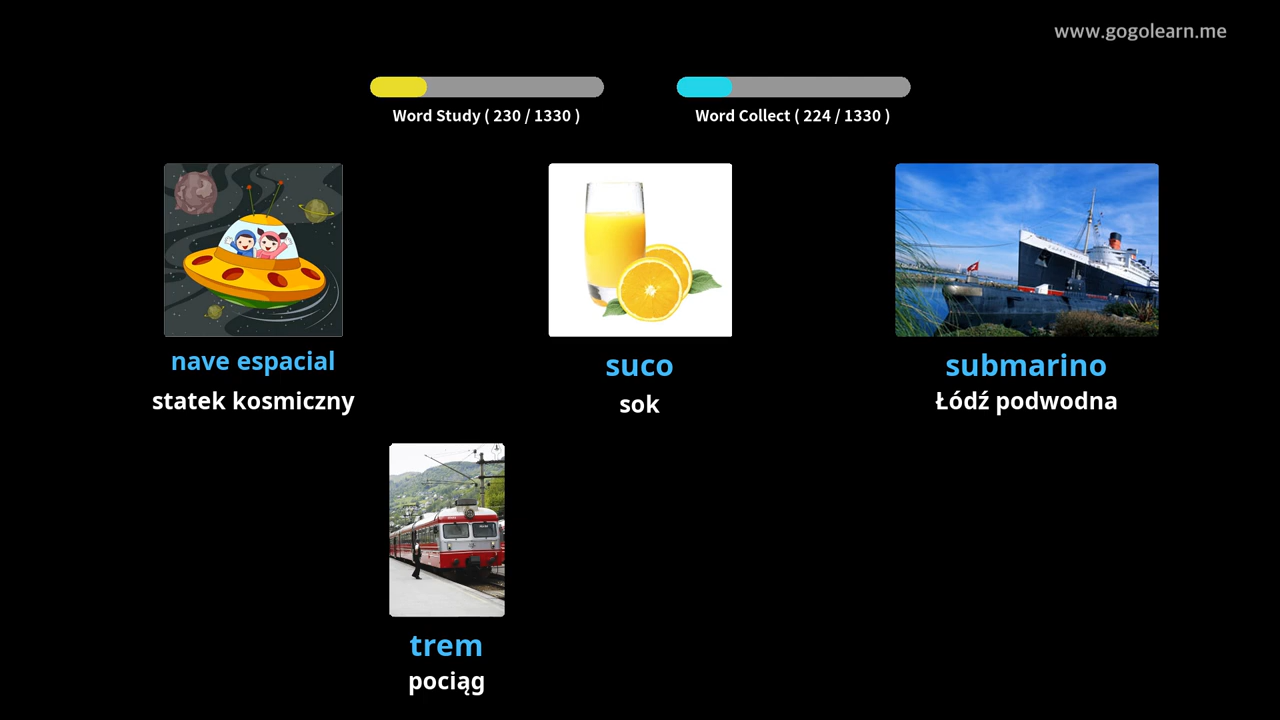 www.gogolearn.me
Word Study ( 230 / 1330 )
Word Collect ( 224 / 1330 )
nave espacial
statek kosmiczny
suco
sok
submarino
Łódź podwodna
trem
pociąg